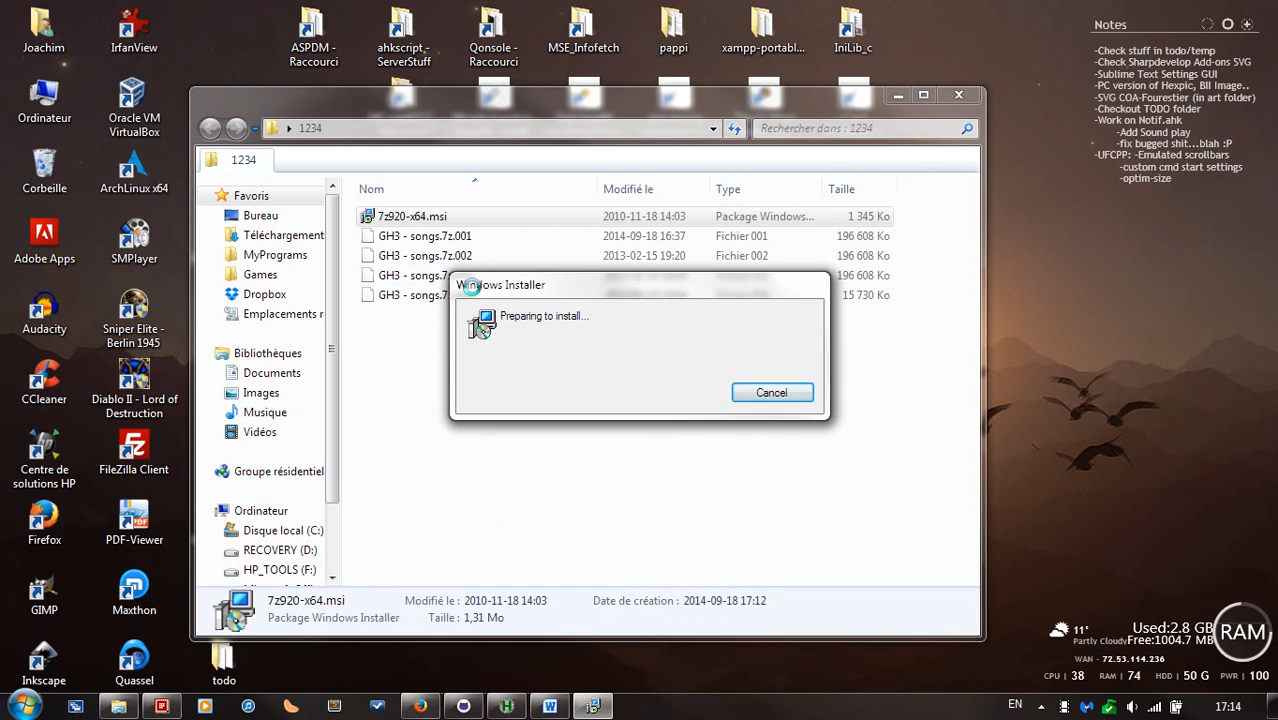 Joachim
IrfanView
ASPDM -
Raccourci
ahkscript -
ServerStuff
Qonsole -
Raccourci
MSE_Infofetch
pappi
xampp-portabl...
IniLib_c
Notes
-Check stuff in todo/temp
-Check Sharpdevelop Add-ons SVG
-Sublime Text Settings GUI
-PC version of Hexpic, BII Image..
-SVG COA-Fourestier (in art folder)
-Checkout TODO folder
-Work on Notif.ahk
-Add Sound play
-fix bugged shit...blah :P
-UFCPP: -Emulated scrollbars
-custom cmd start settings
-optim-size
Ordinateur
Oracle VM
VirtualBox
Corbeille
ArchLinux x64
Adobe Apps
SMPlayer
Audacity
Sniper Elite -
Berlin 1945
CCleaner
Diablo II - Lord of
Destruction
Centre de
solutions HP
FileZilla Client
Firefox
PDF-Viewer
GIMP
Maxthon
Inkscape
Quassel
todo
1234
Rechercher dans : 1234
1234
Favoris
Bureau
Téléchargement
MyPrograms
Games
Dropbox
Emplacements r
Bibliothèques
Documents
Images
Musique
Vidéos
Groupe résidentiel
Ordinateur
Disque local (C:)
RECOVERY (D:)
HP_TOOLS (F:)
Nom Modifié le Type Taille
7z920-x64.msi 2010-11-18 14:03 Package Windows... 1 345 Ko
GH3 - songs.7z.001 2014-09-18 16:37 Fichier 001 196 608 Ko
GH3 - songs.7z.002 2013-02-15 19:20 Fichier 002 196 608 Ko
GH3 - songs.7 196 608 Ko
GH3 - songs.7 15 730 Ko
Windows Installer
Preparing to install...
Cancel
7z920-x64.msi Modifié le : 2010-11-18 14:03 Date de création : 2014-09-18 17:12
Package Windows Installer Taille : 1,31 Mo
11°
Partly Cloudy
Used:2.8 GB
Free:1004.7 MB
RAM
WAN - 72.53.114.236
CPU | 38 RAM | 74 HDD | 50 G PWR | 100
EN
17:14